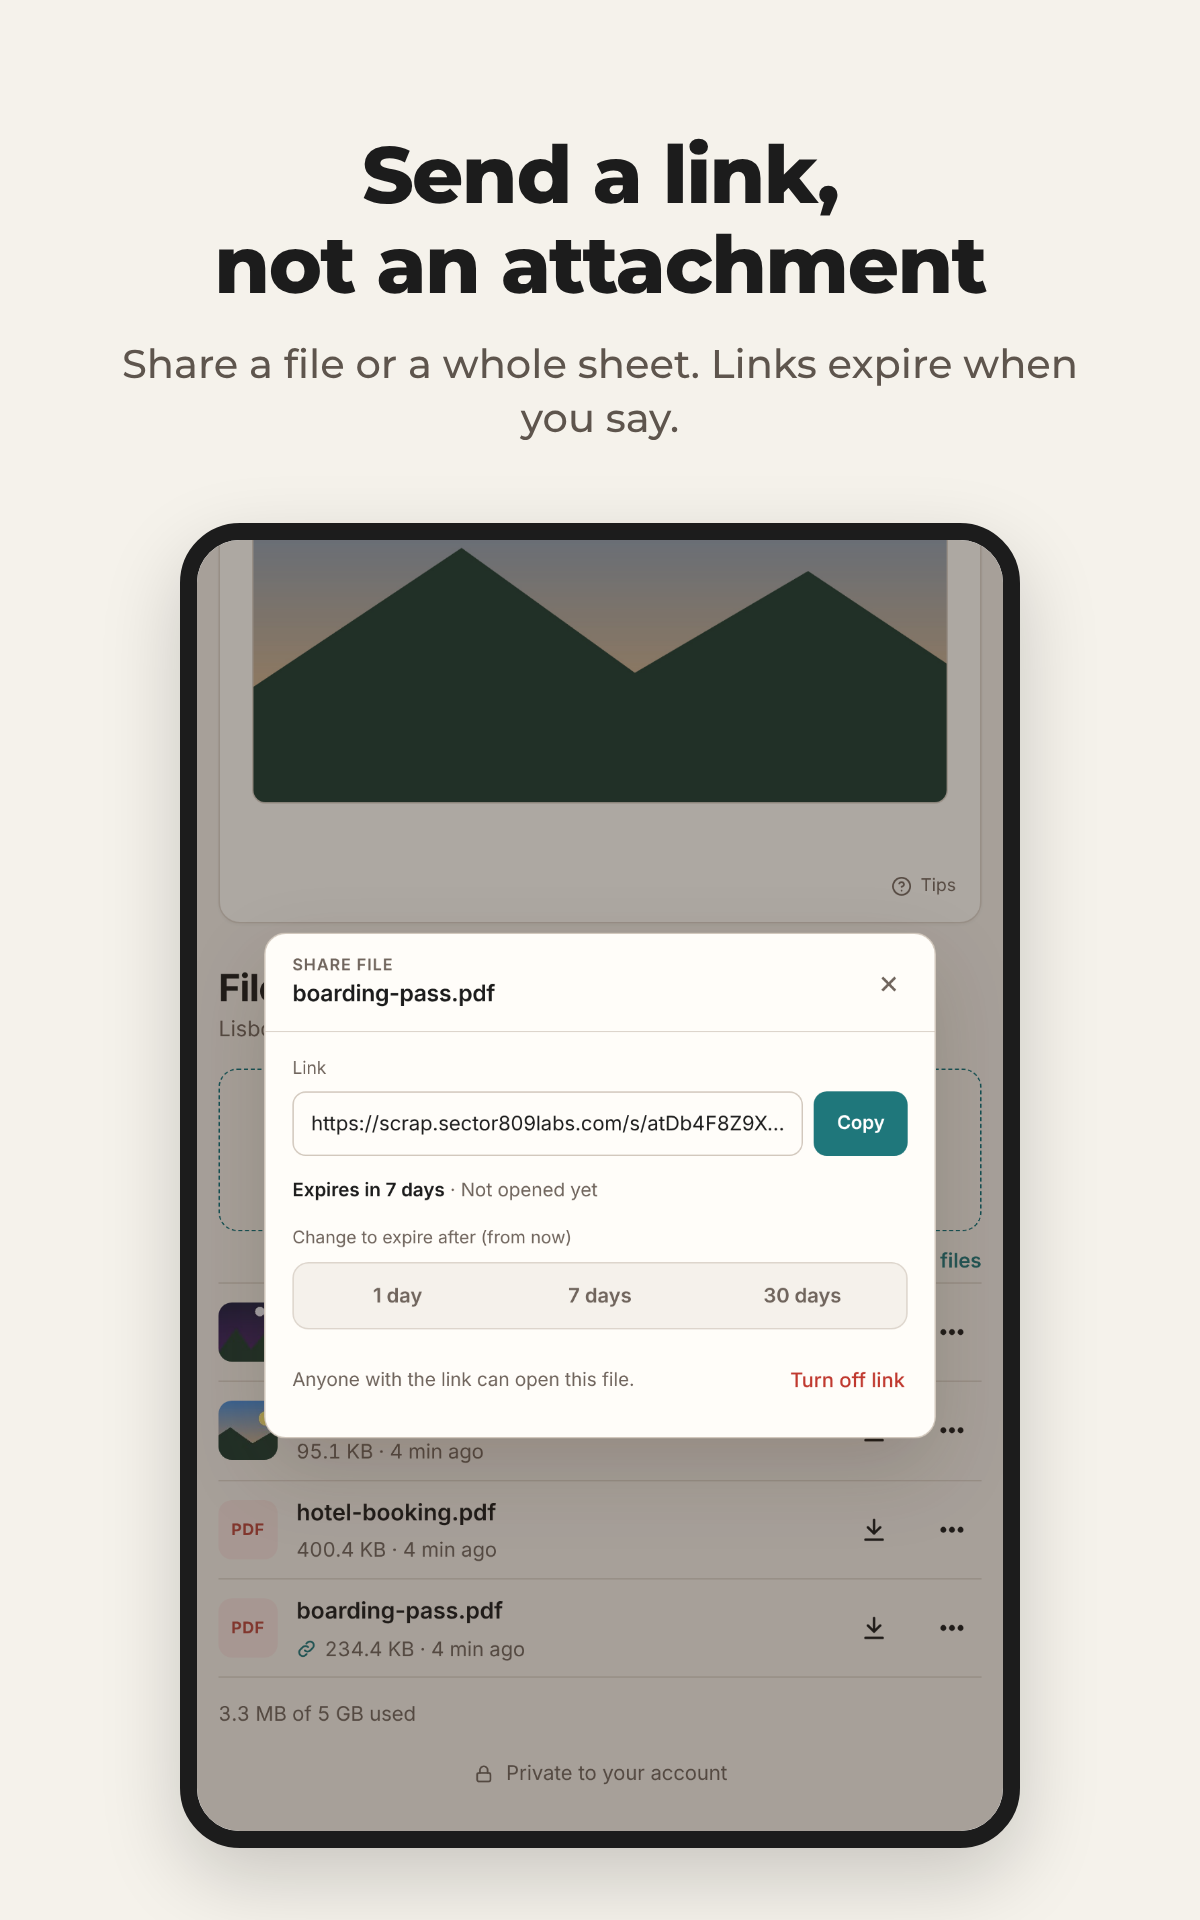 Send a link,
not an attachment
Share a file or a whole sheet. Links expire when
you say.
Tips
SHARE FILE
boarding-pass.pdf
Link
https://scrap.sector809labs.com/s/atDb4F8Z9X...
Copy
Expires in 7 days · Not opened yet
Change to expire after (from now)
files
1 day 7 days 30 days
Anyone with the link can open this file.
Turn off link
95.1 KB · 4 min ago
PDF
hotel-booking.pdf
400.4 KB · 4 min ago
PDF
boarding-pass.pdf
234.4 KB · 4 min ago
3.3 MB of 5 GB used
Private to your account